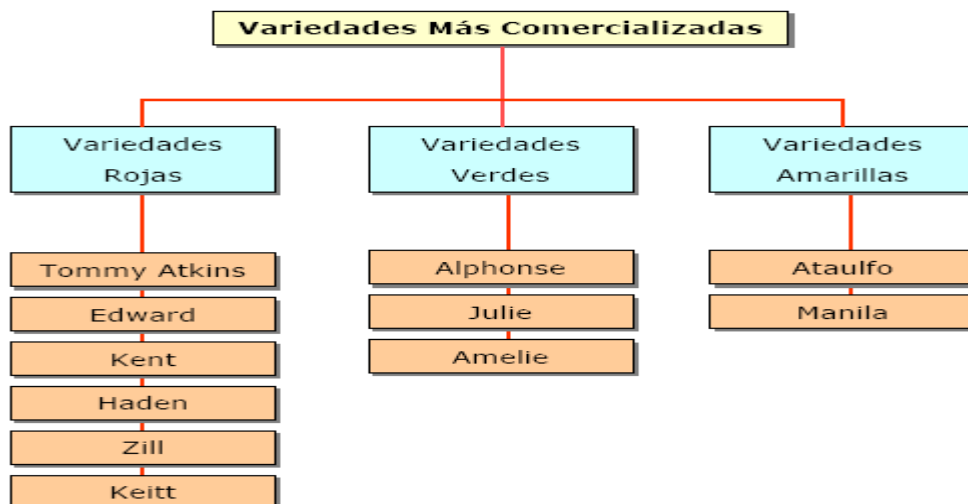 Variedades Más Comercializadas
Variedades
Rojas
Tommy Atkins
Edward
Kent
Haden
Zill
Keitt
Variedades
Verdes
Alphonse
Julie
Amelie
Variedades
Amarillas
Ataulfo
Manila